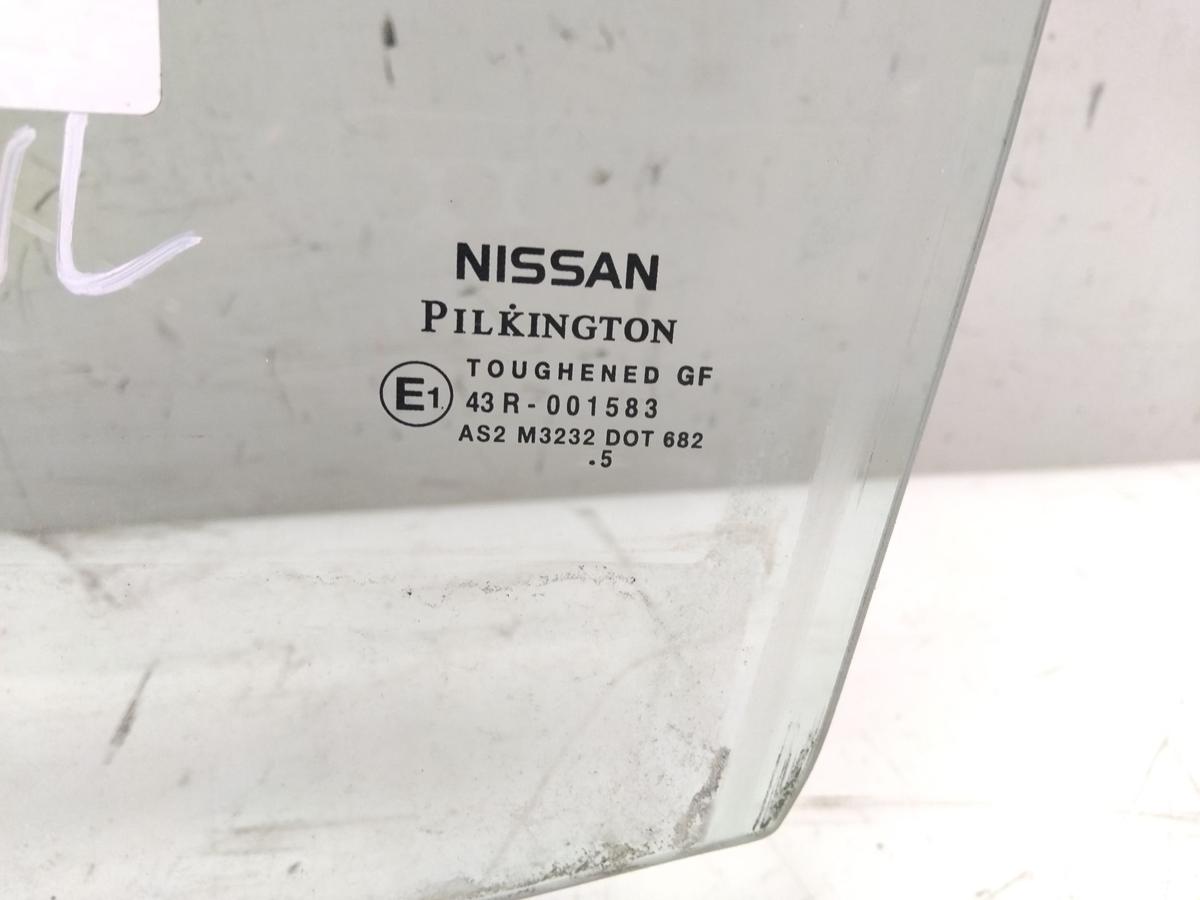 NISSAN
PILKINGTON
TOUGHENED GF
E1 43R-001583
AS2 M3232 DOT 682
.5